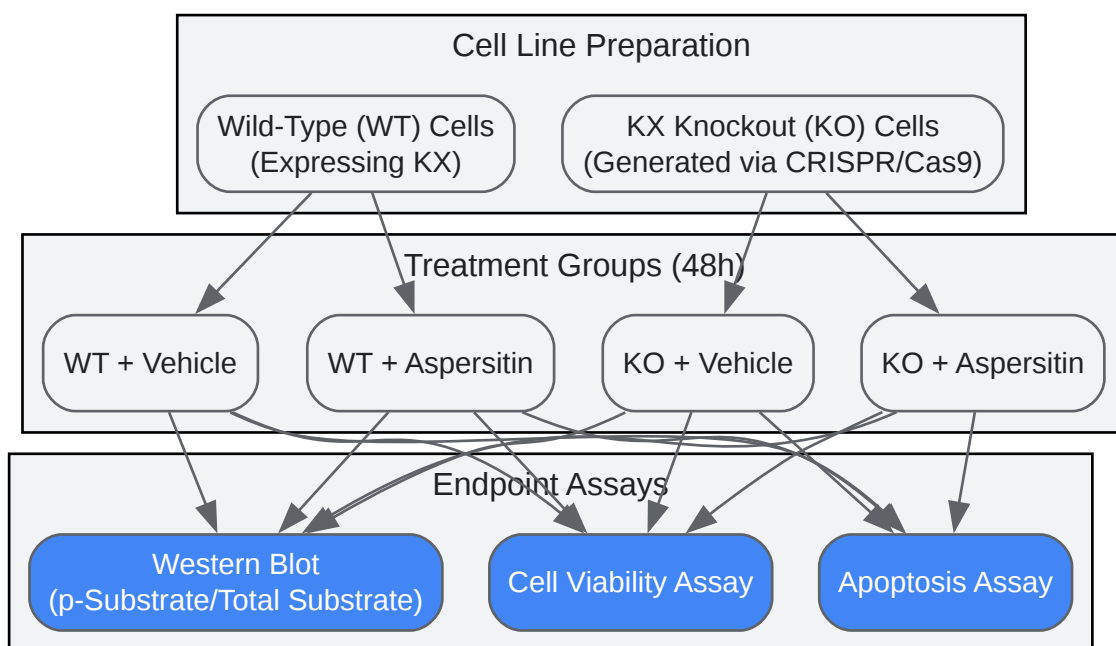 Cell Line Preparation
Wild-Type (WT) Cells
(Expressing KX)
KX Knockout (KO) Cells
(Generated via CRISPR/Cas9)
Treatment Groups (48h)
WT + Vehicle
WT + Aspersitin
KO + Vehicle
KO + Aspersitin
Endpoint Assays
Western Blot
(p-Substrate/Total Substrate)
Cell Viability Assay
Apoptosis Assay